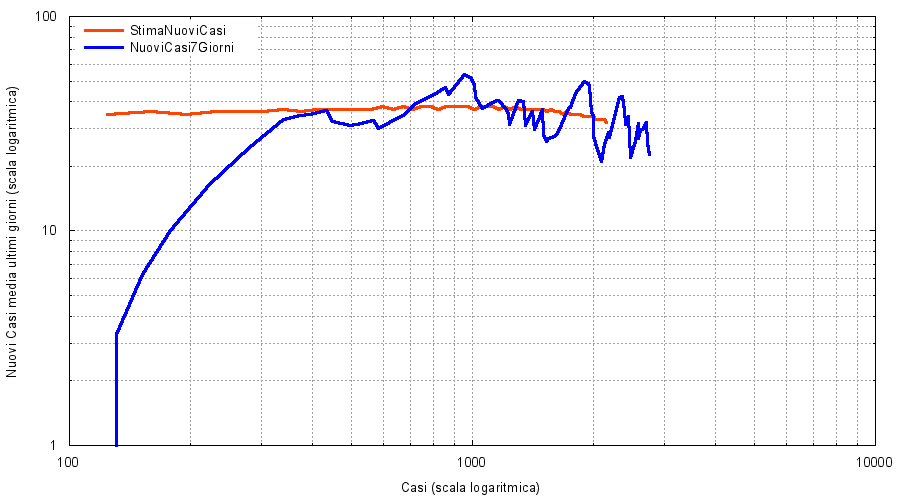 100
StimaNuoviCasi
NuoviCasi7Giorni
Nuovi Casi media ultimi giorni (scala logaritmica)
10
1
100
1000
10000
Casi (scala logaritmica)